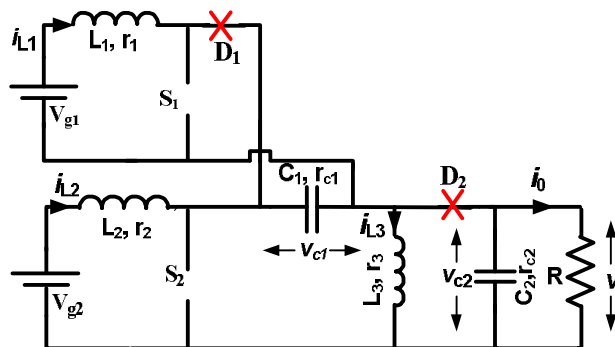 iL1
L1, r1
D1
S1
Vg1
C1, rc1
iL2
L2, r2
D2
i0
vc1
iL3
S2
L3, r3
vc2
C2,rc2
R
v
Vg2